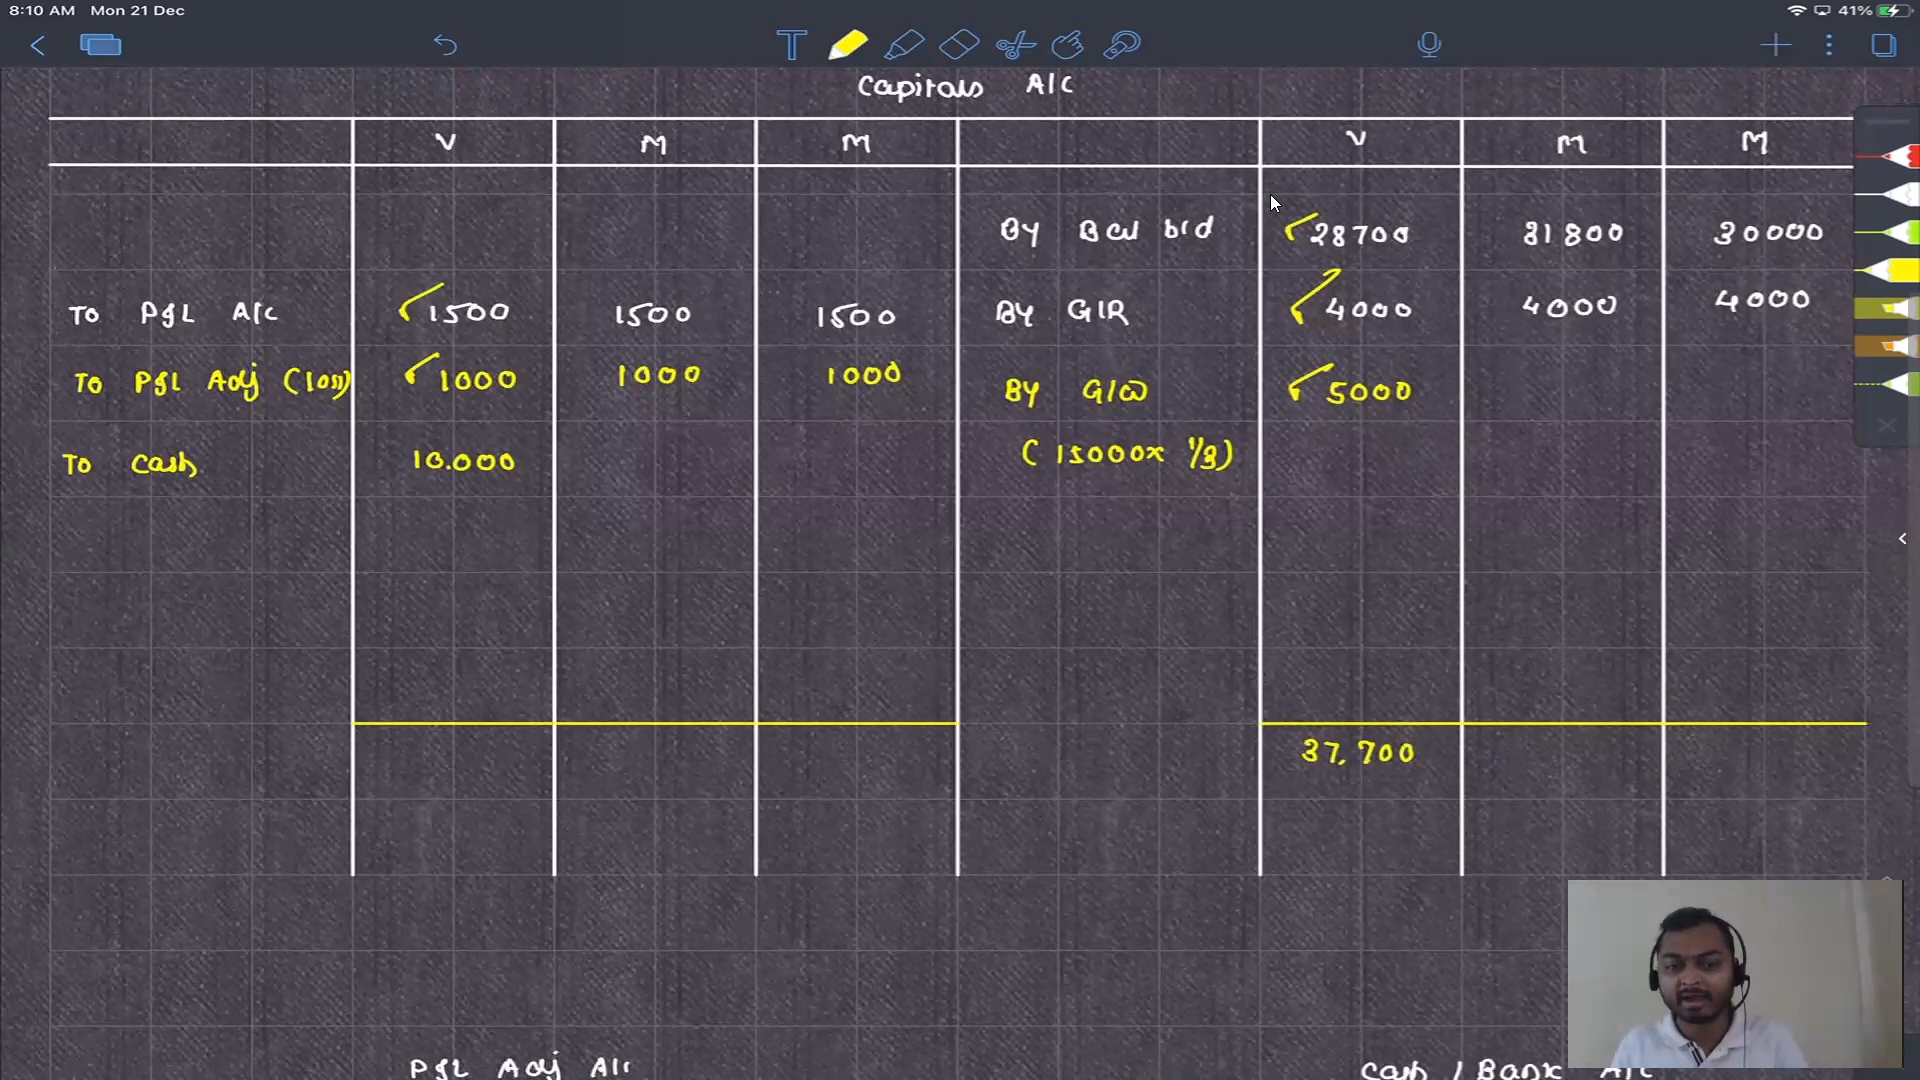 8:10 AM Mon 21 Dec
41%
T
Capitals A/C
V M M V M M
By Bal b/d 28700 31800 30000
To P&L A/c 1500 1500 1500 By G/R 4000 4000 4000
To P&L Adj (loss) 1000 1000 1000 By G/W 5000
To Cash 10.000 (15000x 1/3)
37,700
P&L Adj A/c Cash / Bank A/C